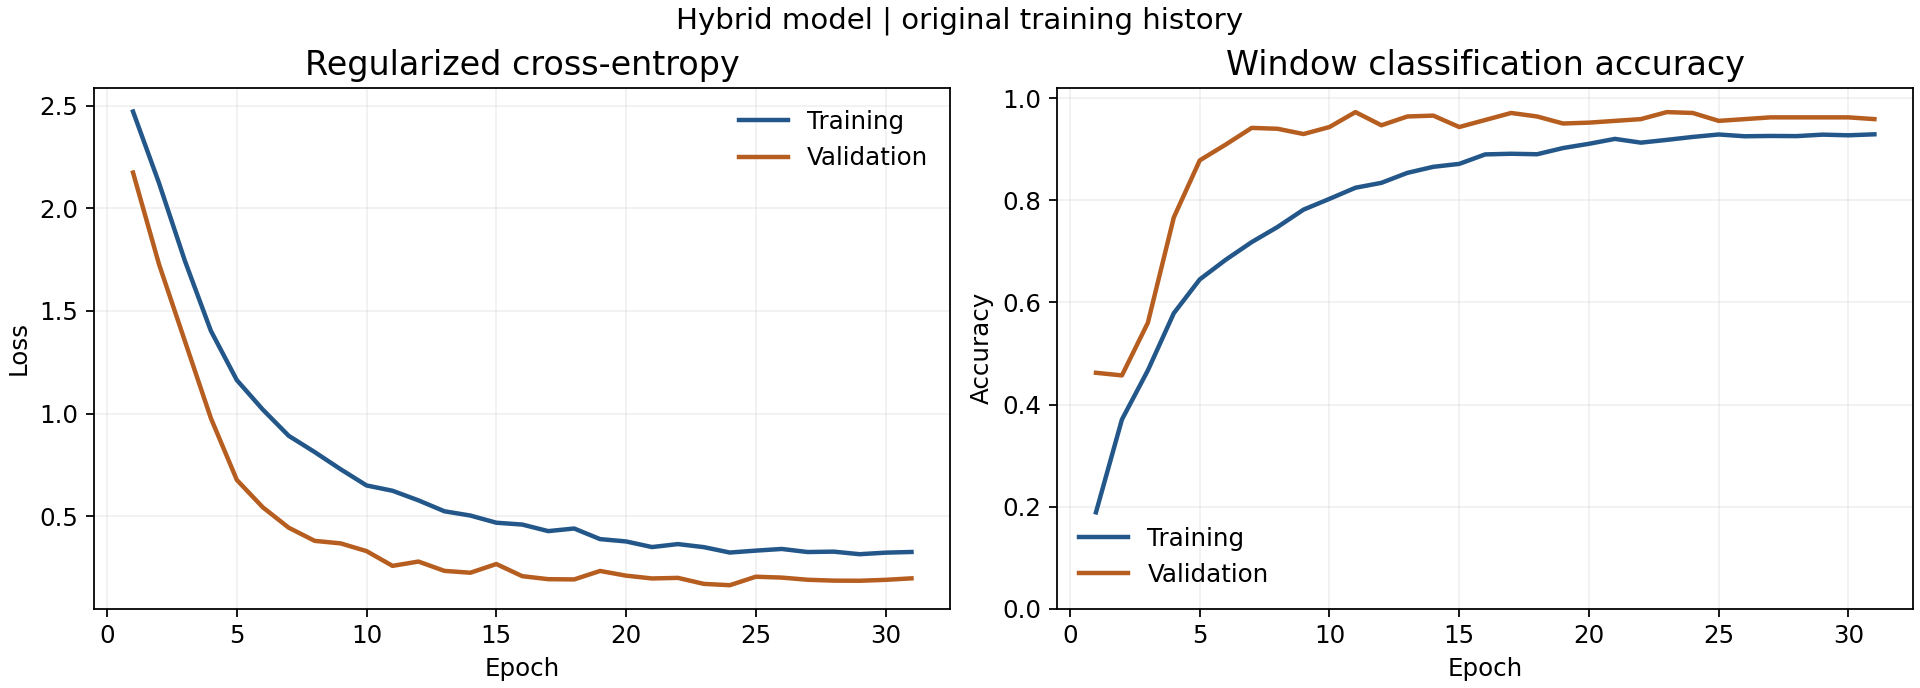 Hybrid model | original training history
Regularized cross-entropy
2.5
2.0
1.5
1.0
0.5
Loss
Training
Validation
0 5 10 15 20 25 30
Epoch
Window classification accuracy
1.0
0.8
0.6
0.4
0.2
0.0
Accuracy
Training
Validation
0 5 10 15 20 25 30
Epoch